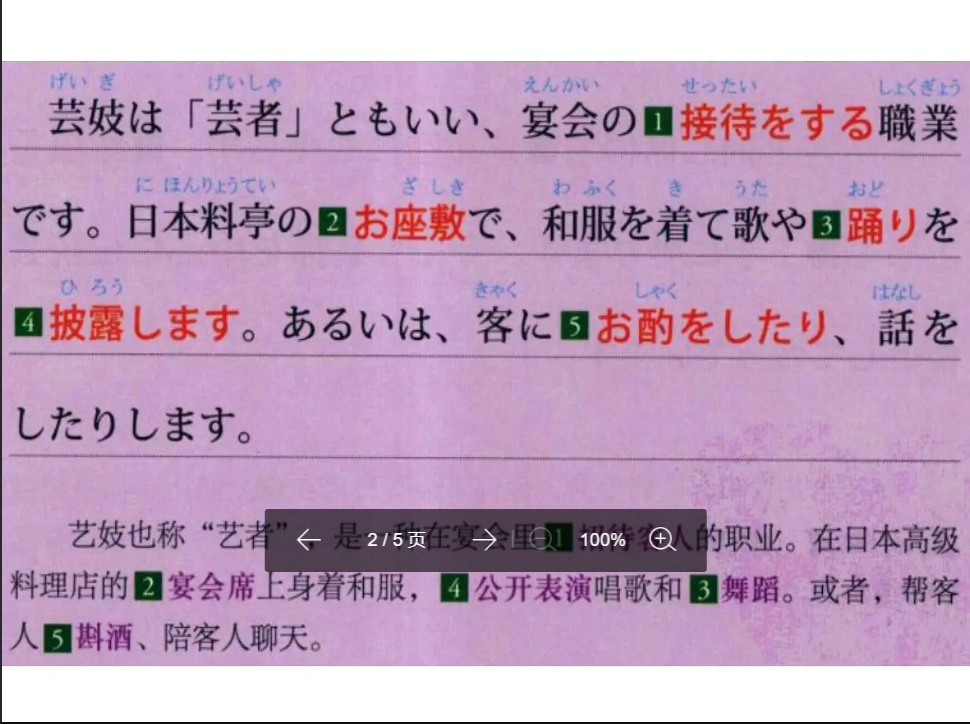 げいぎ げいしゃ えんかい せったい しょくぎょう
芸妓は「芸者」ともいい、宴会の1接待をする職業
にほんりょうてい ざしき わふく き うた おど
です。日本料亭の2お座敷で、和服を着て歌や3踊りを
ひろう きゃく しゃく はなし
4披露します。あるいは、客に5お酌をしたり、話を
したりします。
艺妓也称“艺者”，是一种在宴会里1招待客人的职业。在日本高级
2/5页 100%
料理店的2宴会席上身着和服，4公开表演唱歌和3舞蹈。或者，帮客
人5斟酒、陪客人聊天。